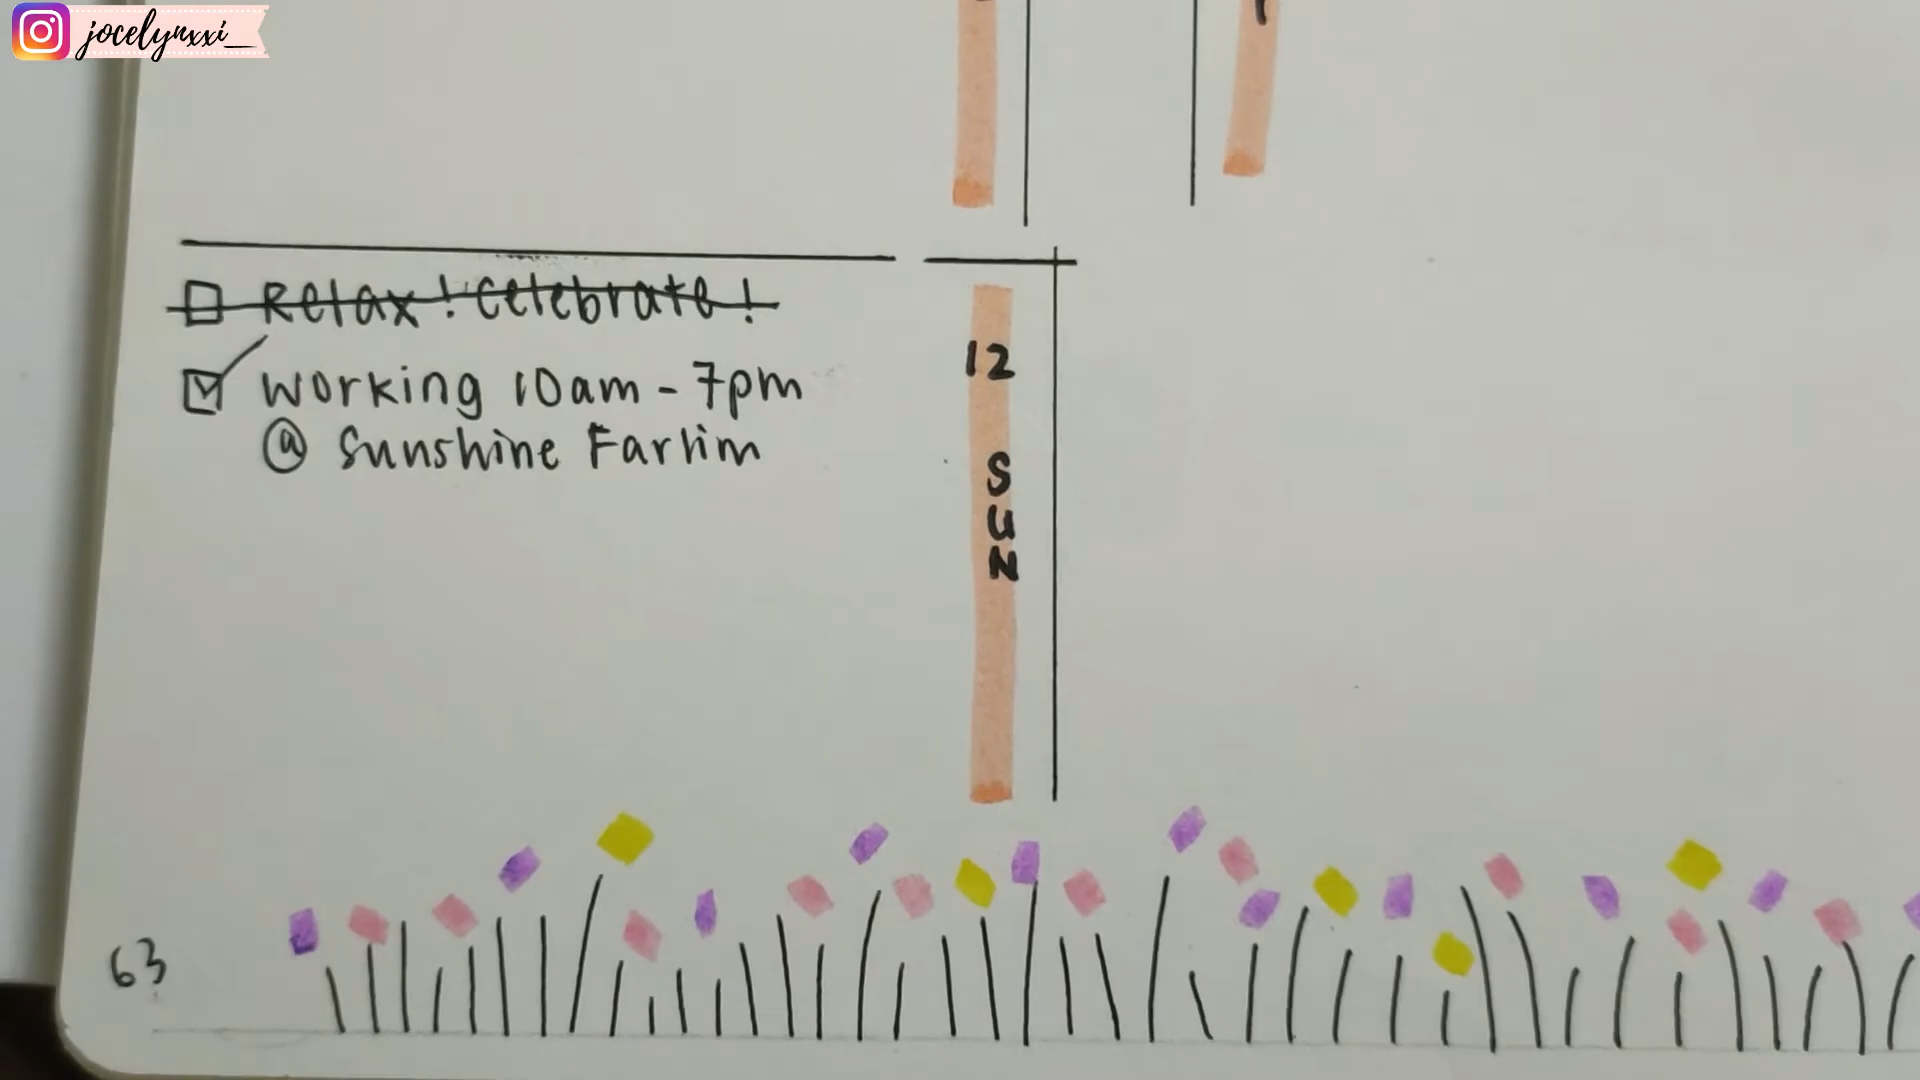 jocelynxxi_
Relax! Celebrate!
Working 10am - 7pm
@ Sunshine Farlim
12
SUN
63